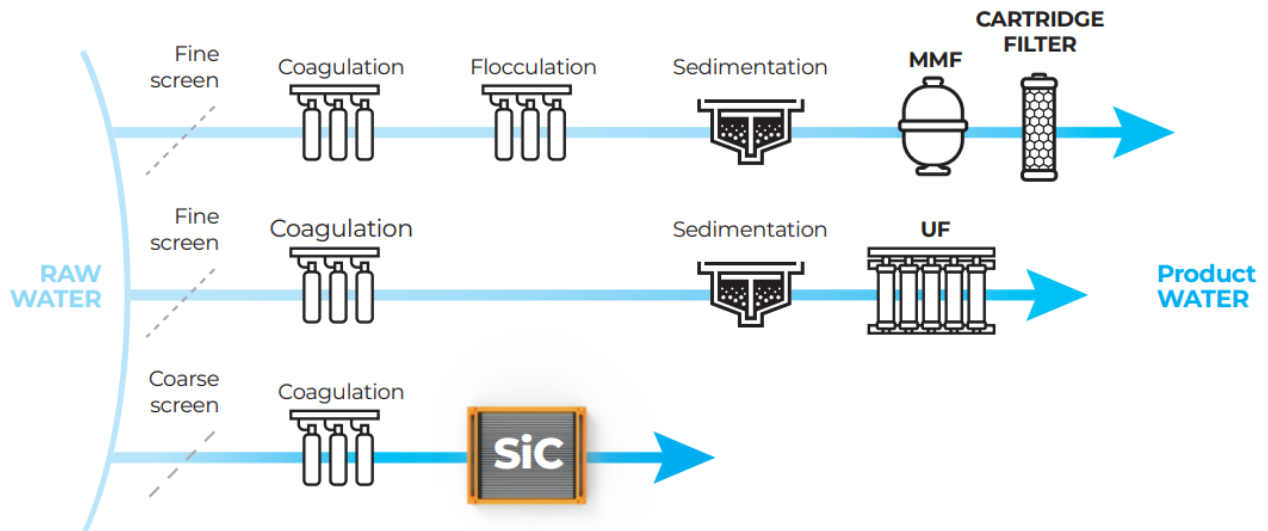 CARTRIDGE
FILTER
Fine
screen
Coagulation
Flocculation
Sedimentation
MMF
Fine
screen
Coagulation
Sedimentation
UF
RAW
WATER
Product
WATER
Coarse
screen
Coagulation
SiC